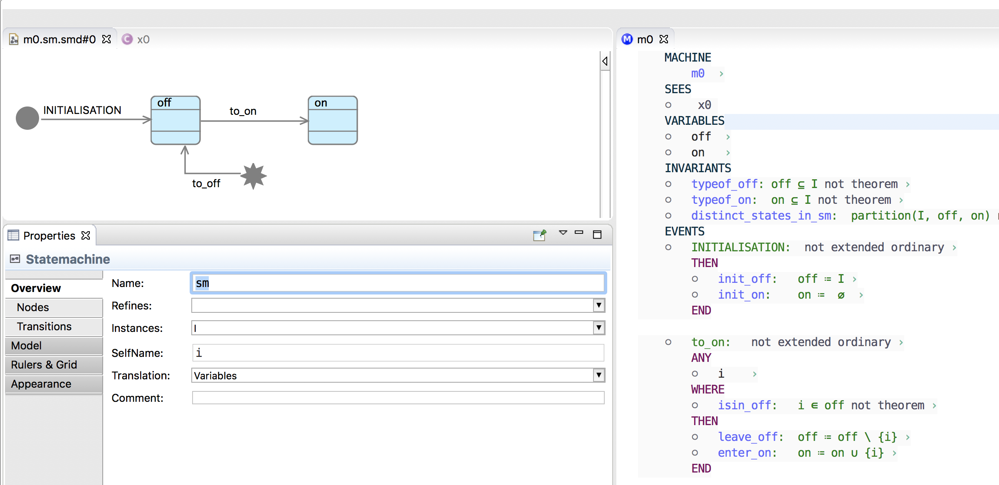 m0.sm.smd#0
x0
INITIALISATION
off
to_on
on
to_off
Properties
Statemachine
Overview
Nodes
Transitions
Model
Rulers & Grid
Appearance
Name: sm
Refines:
Instances: I
SelfName: i
Translation: Variables
Comment:
m0
MACHINE
m0 ›
SEES
x0
VARIABLES
off ›
on ›
INVARIANTS
typeof_off: off ⊆ I not theorem ›
typeof_on: on ⊆ I not theorem ›
distinct_states_in_sm: partition(I, off, on)
EVENTS
INITIALISATION: not extended ordinary ›
THEN
init_off: off ≔ I ›
init_on: on ≔ ∅ ›
END
to_on: not extended ordinary ›
ANY
i ›
WHERE
isin_off: i ∈ off not theorem ›
THEN
leave_off: off ≔ off \ {i} ›
enter_on: on ≔ on ∪ {i} ›
END